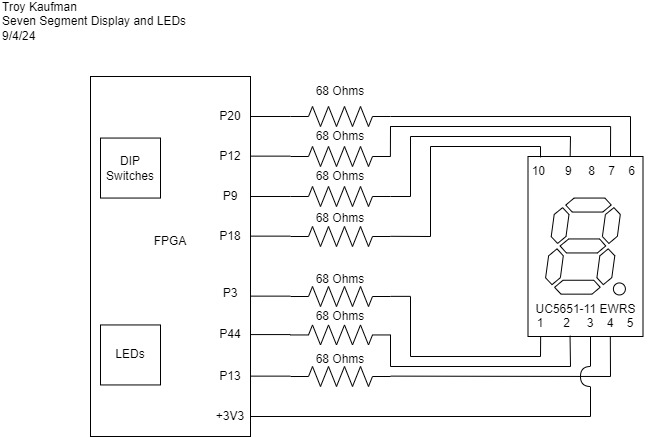 Troy Kaufman
Seven Segment Display and LEDs
9/4/24
68 Ohms
P20
68 Ohms
P12
68 Ohms
P9
68 Ohms
P18
DIP
Switches
FPGA
10 9 8 7 6
68 Ohms
P3
68 Ohms
P44
68 Ohms
P13
+3V3
LEDs
UC5651-11 EWRS
1 2 3 4 5